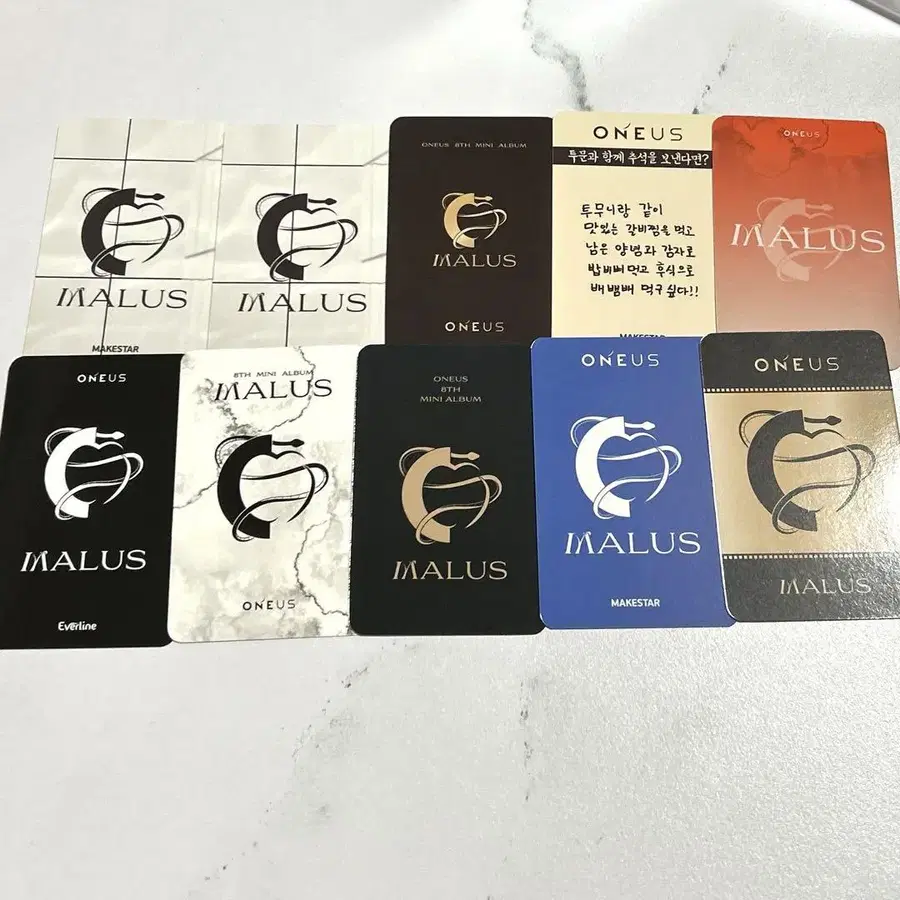 MALUS
MAKESTAR
MALUS
ONEUS 8TH MINI ALBUM
MALUS
ONEUS
ONEUS
투문과 함께 추석을 보낸다면?
투무니랑 같이
맛있는 갈비찜을 먹고
남은 양념과 감자로
밥비벼먹고 후식으로
배뱀배 먹구싶다!!
MAKESTAR
ONEUS
MALUS
ONEUS
MALUS
Everline
8TH MINI ALBUM
MALUS
ONEUS
ONEUS
8TH
MINI ALBUM
MALUS
ONEUS
MALUS
MAKESTAR
ONEUS
MALUS